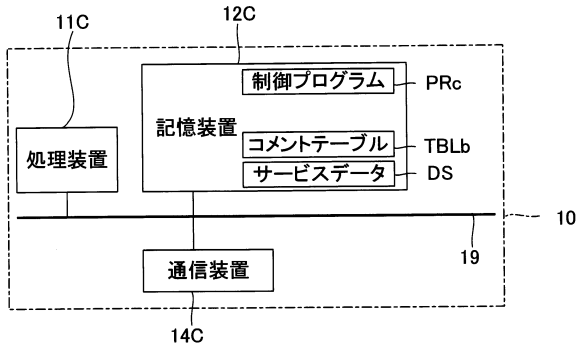 11C
12C
制御プログラム PRc
記憶装置
コメントテーブル TBLb
サービスデータ DS
処理装置
10
19
通信装置
14C